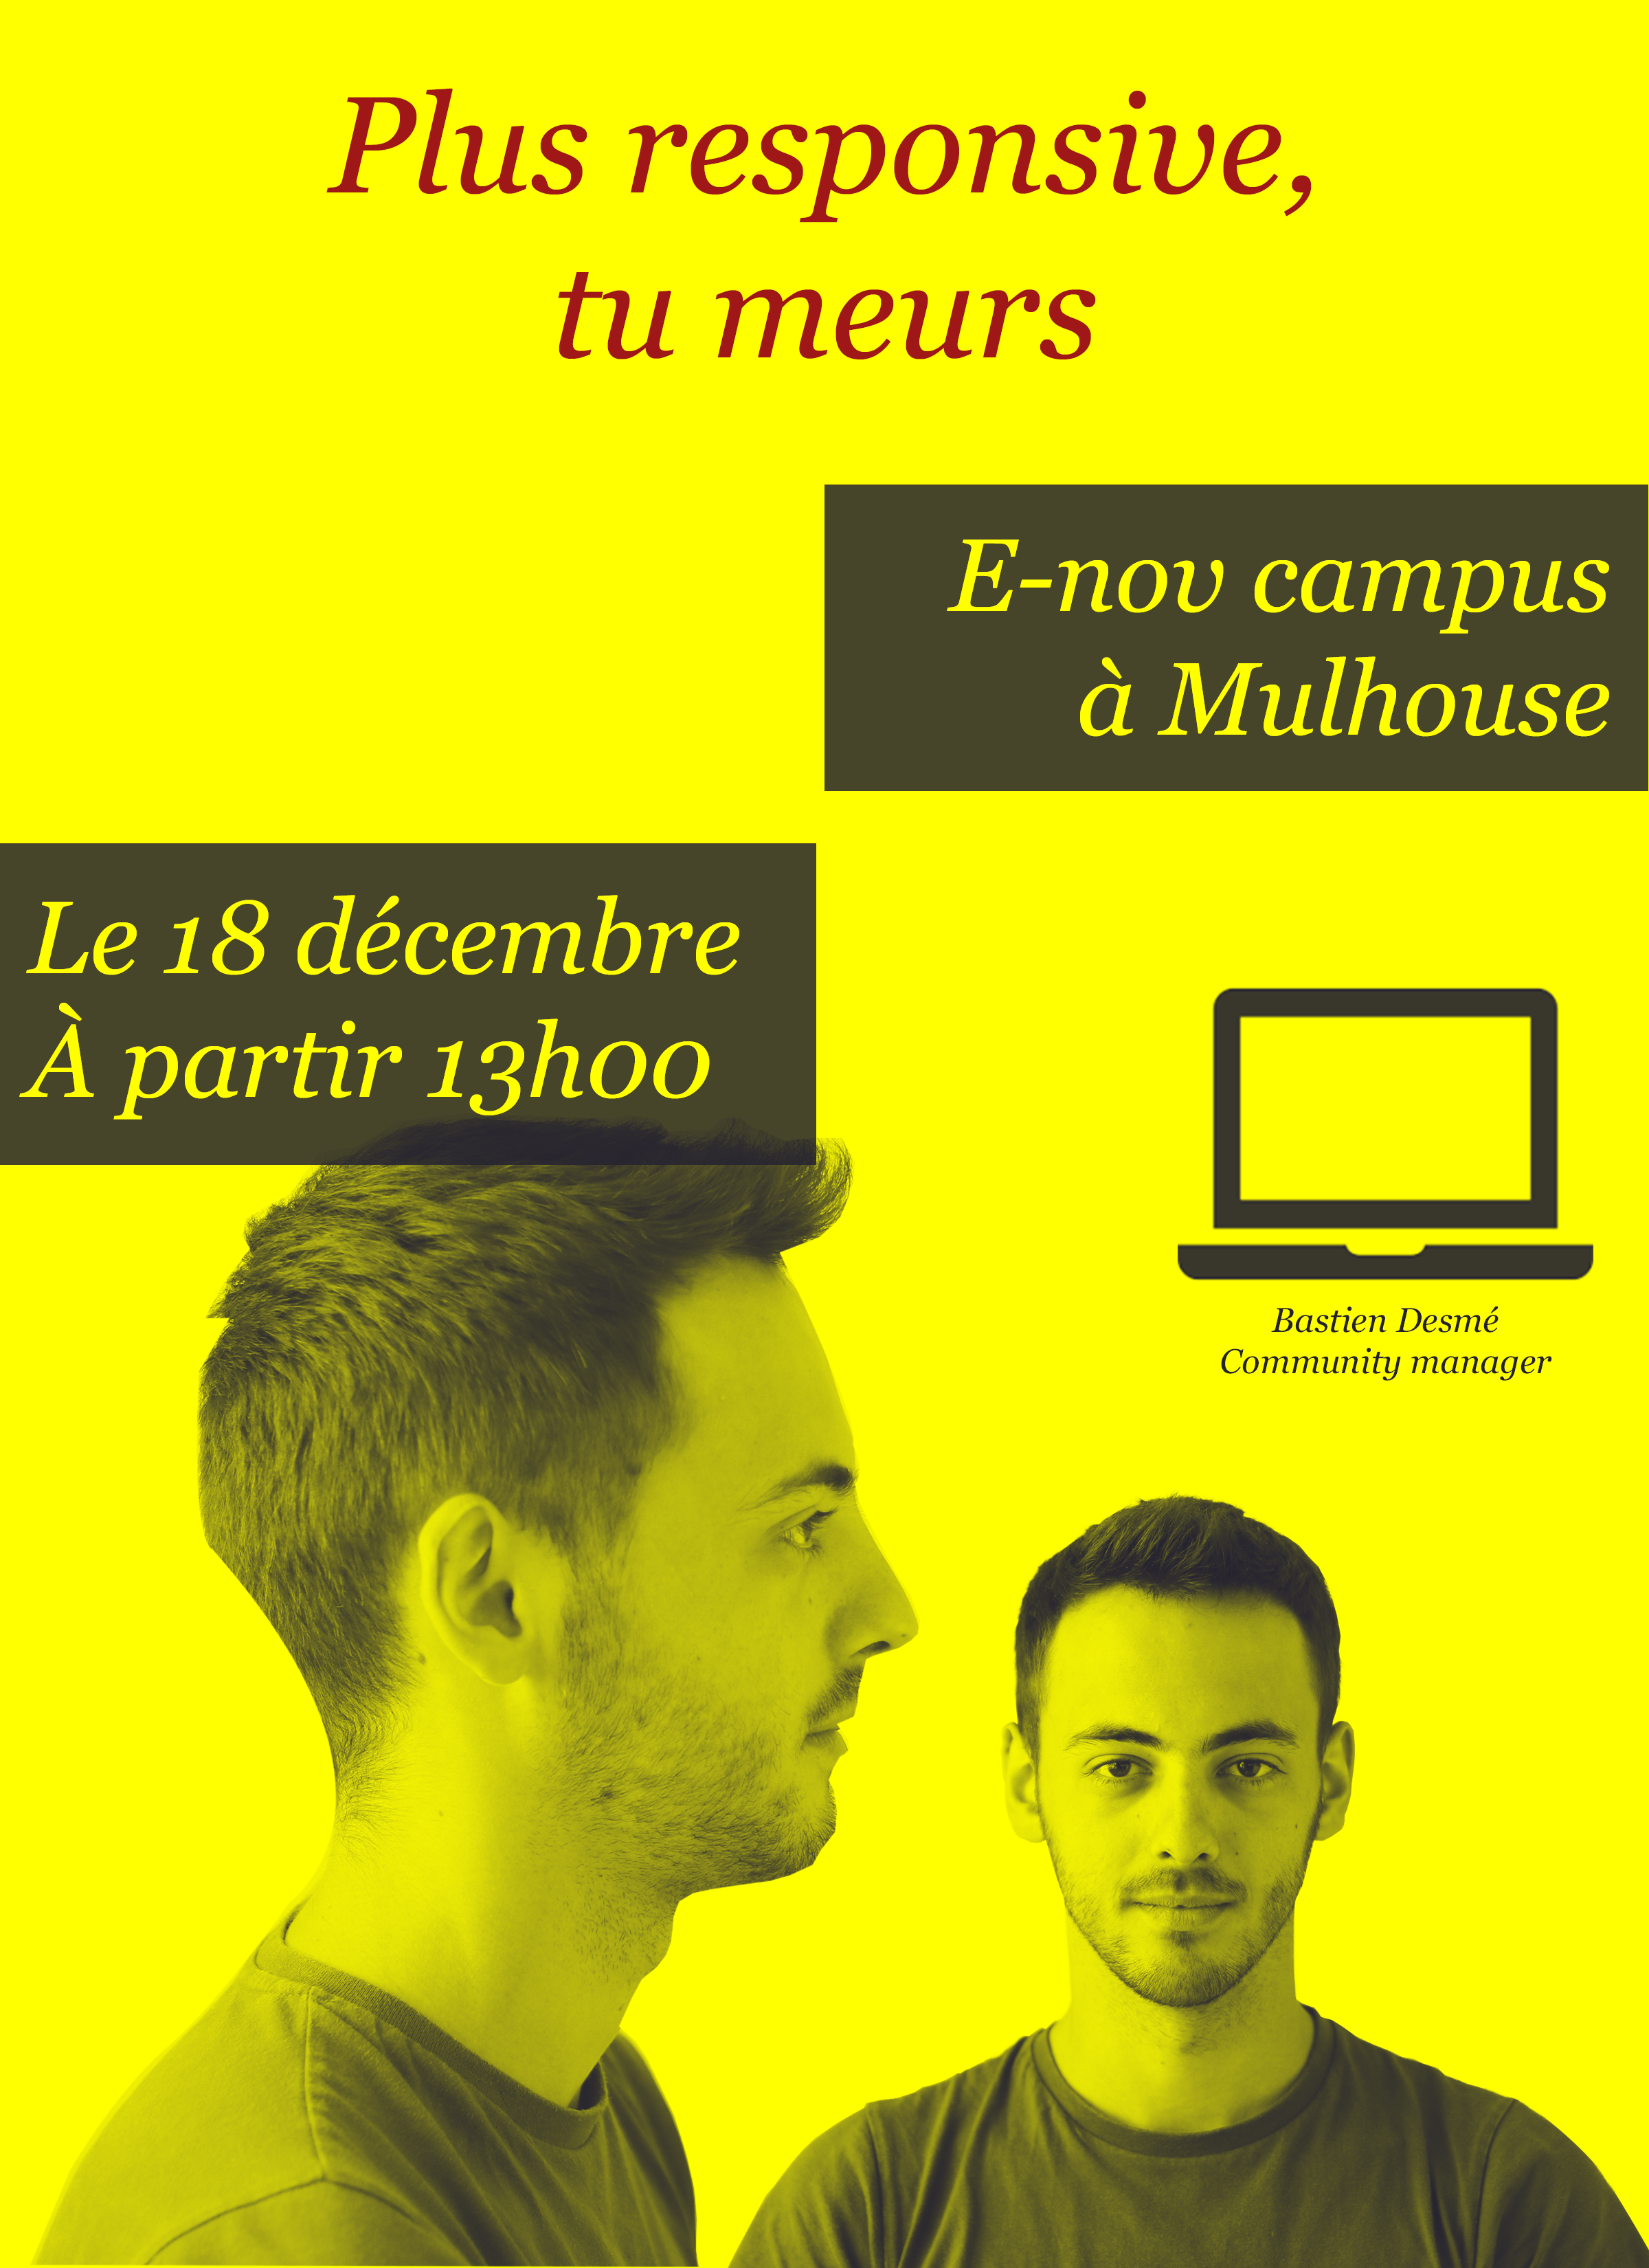 Plus responsive,
tu meurs
E-nov campus
à Mulhouse
Le 18 décembre
À partir 13h00
Bastien Desmé
Community manager